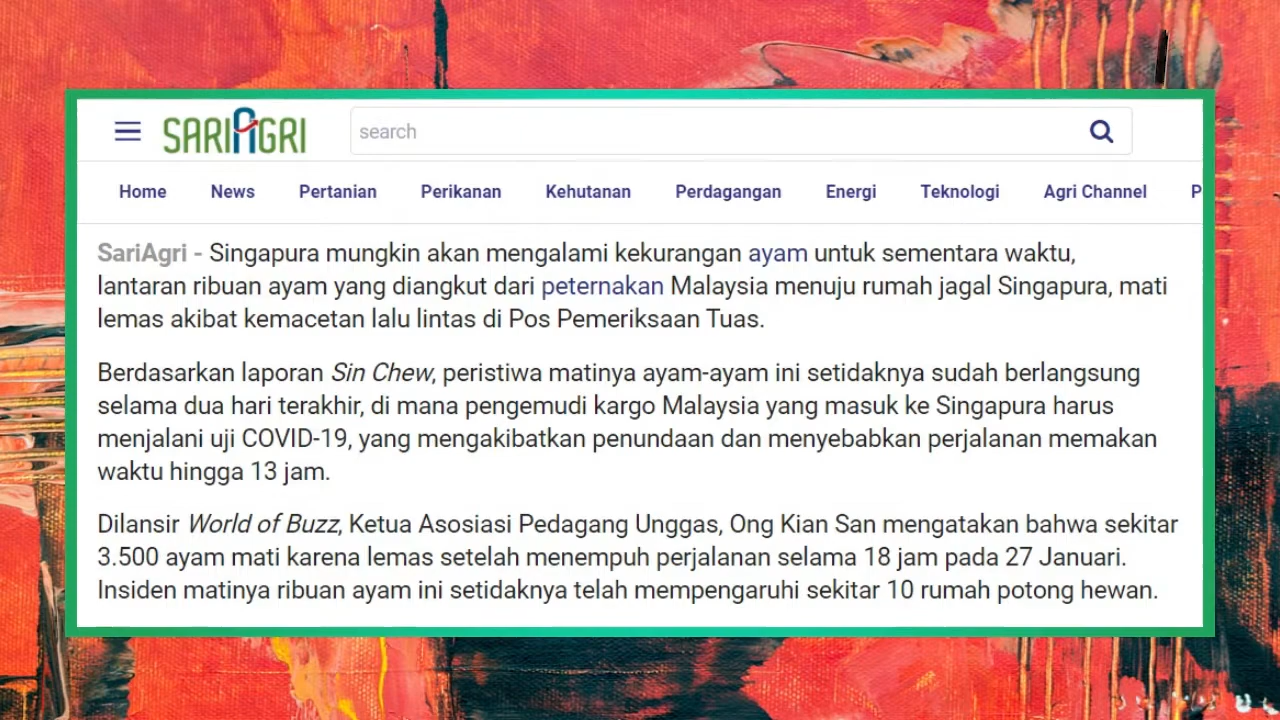 SARIAGRI
search
Home News Pertanian Perikanan Kehutanan Perdagangan Energi Teknologi Agri Channel P
SariAgri - Singapura mungkin akan mengalami kekurangan ayam untuk sementara waktu,
lantaran ribuan ayam yang diangkut dari peternakan Malaysia menuju rumah jagal Singapura, mati
lemas akibat kemacetan lalu lintas di Pos Pemeriksaan Tuas.
Berdasarkan laporan Sin Chew, peristiwa matinya ayam-ayam ini setidaknya sudah berlangsung
selama dua hari terakhir, di mana pengemudi kargo Malaysia yang masuk ke Singapura harus
menjalani uji COVID-19, yang mengakibatkan penundaan dan menyebabkan perjalanan memakan
waktu hingga 13 jam.
Dilansir World of Buzz, Ketua Asosiasi Pedagang Unggas, Ong Kian San mengatakan bahwa sekitar
3.500 ayam mati karena lemas setelah menempuh perjalanan selama 18 jam pada 27 Januari.
Insiden matinya ribuan ayam ini setidaknya telah mempengaruhi sekitar 10 rumah potong hewan.